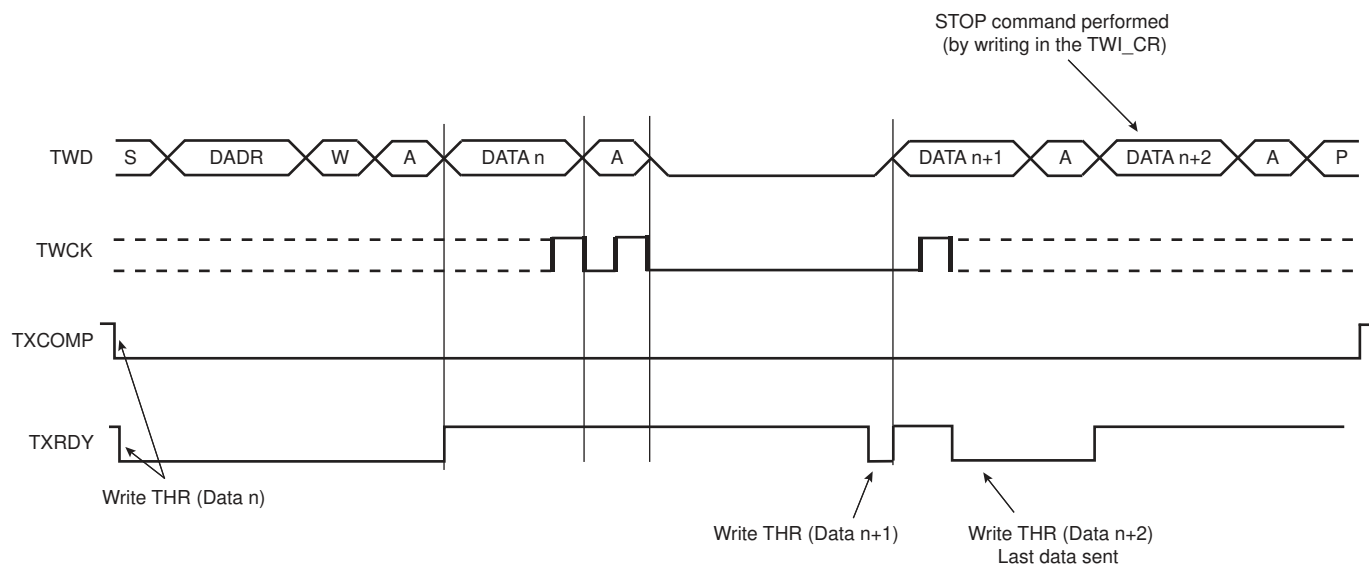 STOP command performed
(by writing in the TWI_CR)
TWD S DADR W A DATA n A DATA n+1 A DATA n+2 A P
TWCK
TXCOMP
TXRDY
Write THR (Data n)
Write THR (Data n+1)
Write THR (Data n+2)
Last data sent